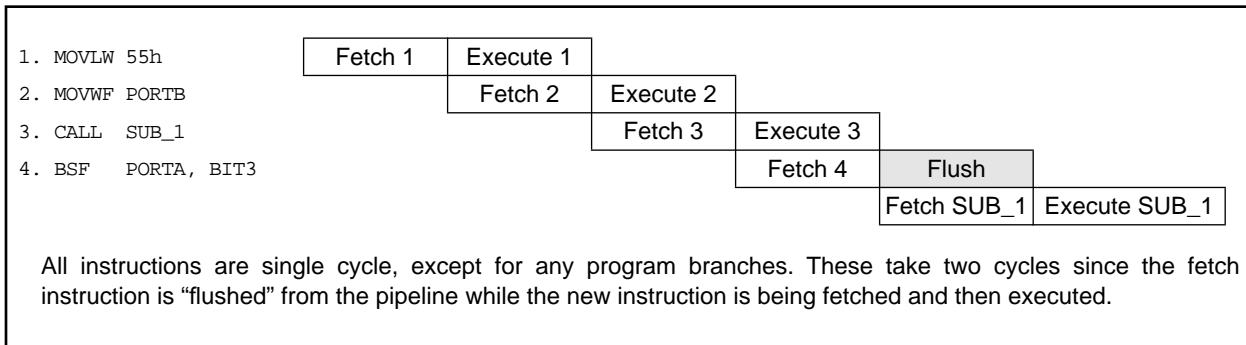 1. MOVLW 55h Fetch 1 Execute 1
2. MOVWF PORTB Fetch 2 Execute 2
3. CALL SUB_1 Fetch 3 Execute 3
4. BSF PORTA, BIT3 Fetch 4 Flush
Fetch SUB_1 Execute SUB_1
All instructions are single cycle, except for any program branches. These take two cycles since the fetch
instruction is “flushed” from the pipeline while the new instruction is being fetched and then executed.